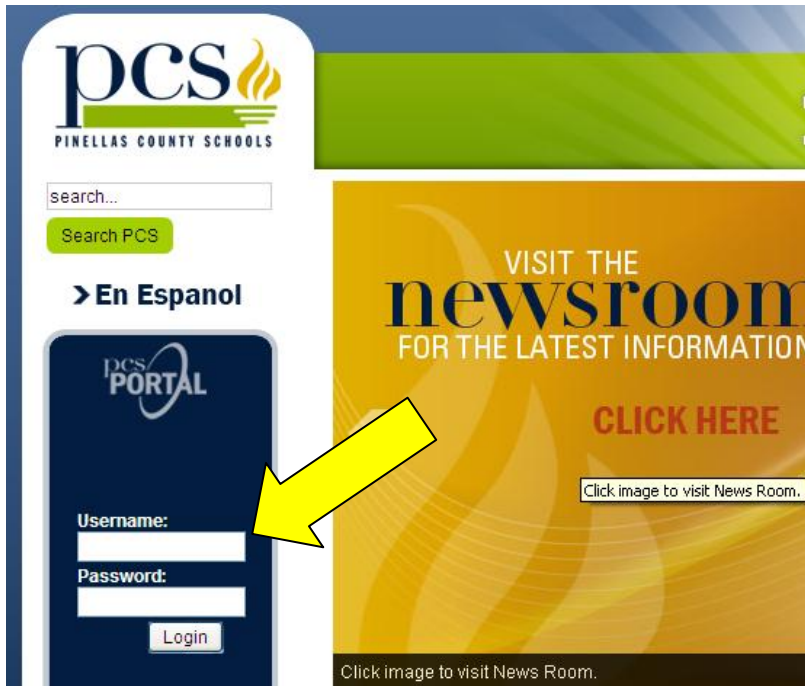 pcs
PINELLAS COUNTY SCHOOLS
search...
Search PCS
En Espanol
pcs
PORTAL
Username:
Password:
Login
VISIT THE
newsroom
FOR THE LATEST INFORMATION
CLICK HERE
Click image to visit News Room.
Click image to visit News Room.